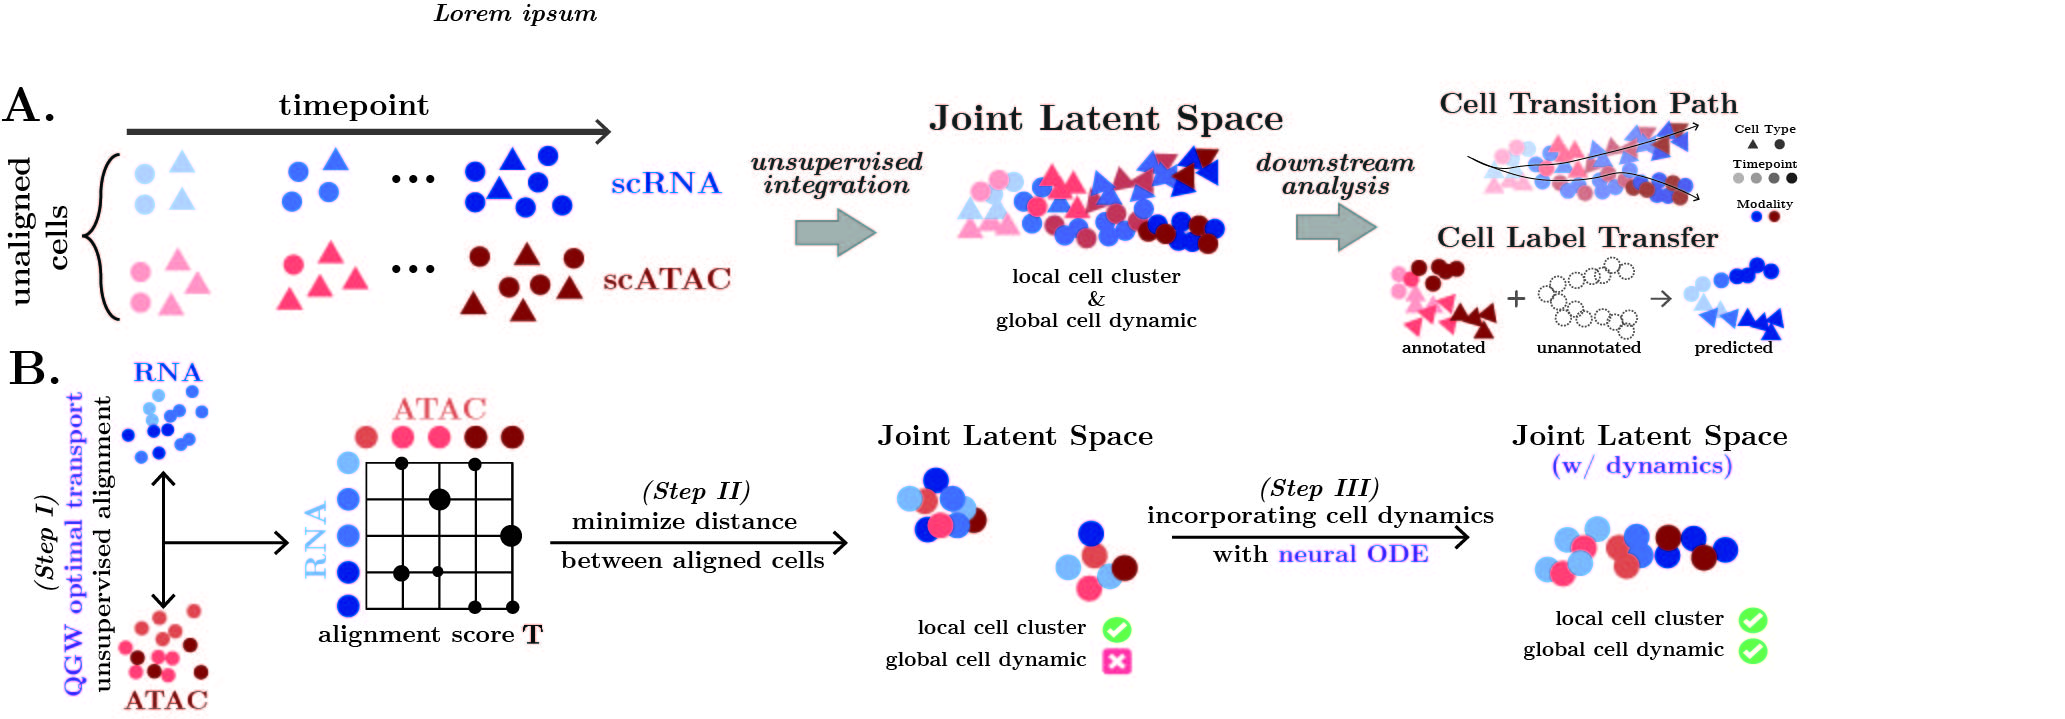 Lorem ipsum
A.
timepoint
unaligned
cells
scRNA
scATAC
unsupervised
integration
Joint Latent Space
local cell cluster
&
global cell dynamic
downstream
analysis
Cell Transition Path
Cell Type
Timepoint
Modality
Cell Label Transfer
+
annotated
unannotated
predicted
B.
(Step I)
QGW optimal transport
unsupervised alignment
RNA
ATAC
ATAC
RNA
alignment score T
(Step II)
minimize distance
between aligned cells
Joint Latent Space
local cell cluster
global cell dynamic
(Step III)
incorporating cell dynamics
with neural ODE
Joint Latent Space
(w/ dynamics)
local cell cluster
global cell dynamic